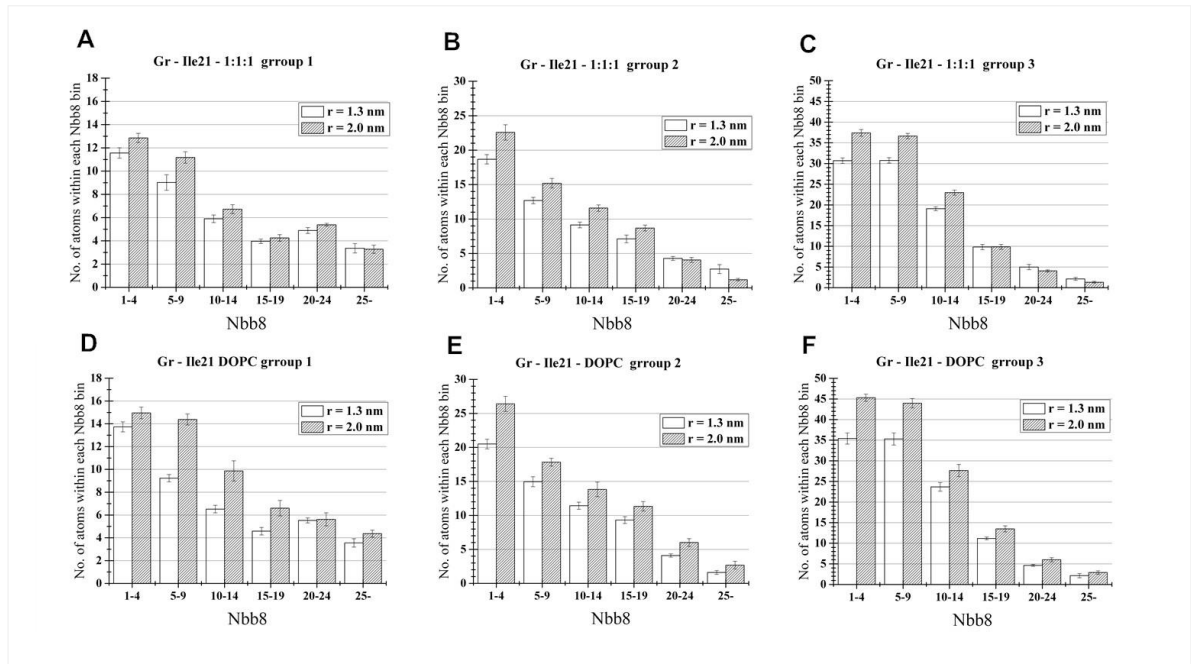 A
Gr - Ile21 - 1:1:1 grroup 1
No. of atoms within each Nbb8 bin
18
16
14
12
10
8
6
4
2
0
r = 1.3 nm
r = 2.0 nm
1-4 5-9 10-14 15-19 20-24 25-
Nbb8
B
Gr - Ile21 - 1:1:1 grroup 2
No. of atoms within each Nbb8 bin
30
25
20
15
10
5
0
r = 1.3 nm
r = 2.0 nm
1-4 5-9 10-14 15-19 20-24 25-
Nbb8
C
Gr - Ile21 - 1:1:1 grroup 3
No. of atoms within each Nbb8 bin
50
45
40
35
30
25
20
15
10
5
0
r = 1.3 nm
r = 2.0 nm
1-4 5-9 10-14 15-19 20-24 25-
Nbb8
D
Gr - Ile21 DOPC grroup 1
No. of atoms within each Nbb8 bin
18
16
14
12
10
8
6
4
2
0
r = 1.3 nm
r = 2.0 nm
1-4 5-9 10-14 15-19 20-24 25-
Nbb8
E
Gr - Ile21 - DOPC grroup 2
No. of atoms within each Nbb8 bin
30
25
20
15
10
5
0
r = 1.3 nm
r = 2.0 nm
1-4 5-9 10-14 15-19 20-24 25-
Nbb8
F
Gr - Ile21 - DOPC grroup 3
No. of atoms within each Nbb8 bin
50
45
40
35
30
25
20
15
10
5
0
r = 1.3 nm
r = 2.0 nm
1-4 5-9 10-14 15-19 20-24 25-
Nbb8